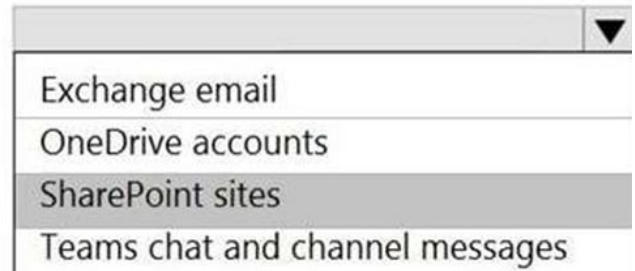 Exchange email
OneDrive accounts
SharePoint sites
Teams chat and channel messages